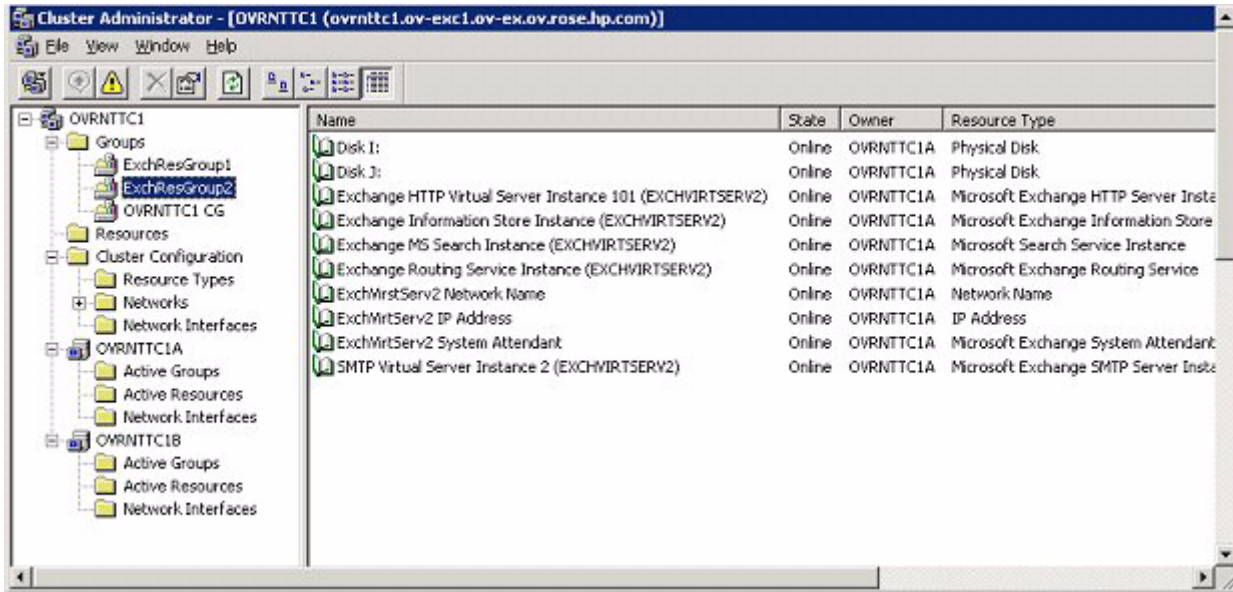 Cluster Administrator - [OVRNTTC1 (ovrnttc1.ov-exc1.ov-ex.ov.rose.hp.com)]
File View Window Help
OVRNTTC1
Groups
ExchResGroup1
ExchResGroup2
OVRNTTC1 CG
Resources
Cluster Configuration
Resource Types
Networks
Network Interfaces
OVRNTTC1A
Active Groups
Active Resources
Network Interfaces
OVRNTTC1B
Active Groups
Active Resources
Network Interfaces
Name State Owner Resource Type
Disk I: Online OVRNTTC1A Physical Disk
Disk J: Online OVRNTTC1A Physical Disk
Exchange HTTP Virtual Server Instance 101 (EXCHVIRTSERV2) Online OVRNTTC1A Microsoft Exchange HTTP Server Insta
Exchange Information Store Instance (EXCHVIRTSERV2) Online OVRNTTC1A Microsoft Exchange Information Store
Exchange MS Search Instance (EXCHVIRTSERV2) Online OVRNTTC1A Microsoft Search Service Instance
Exchange Routing Service Instance (EXCHVIRTSERV2) Online OVRNTTC1A Microsoft Exchange Routing Service
ExchVirstServ2 Network Name Online OVRNTTC1A Network Name
ExchVirtServ2 IP Address Online OVRNTTC1A IP Address
ExchVirtServ2 System Attendant Online OVRNTTC1A Microsoft Exchange System Attendant
SMTP Virtual Server Instance 2 (EXCHVIRTSERV2) Online OVRNTTC1A Microsoft Exchange SMTP Server Insta